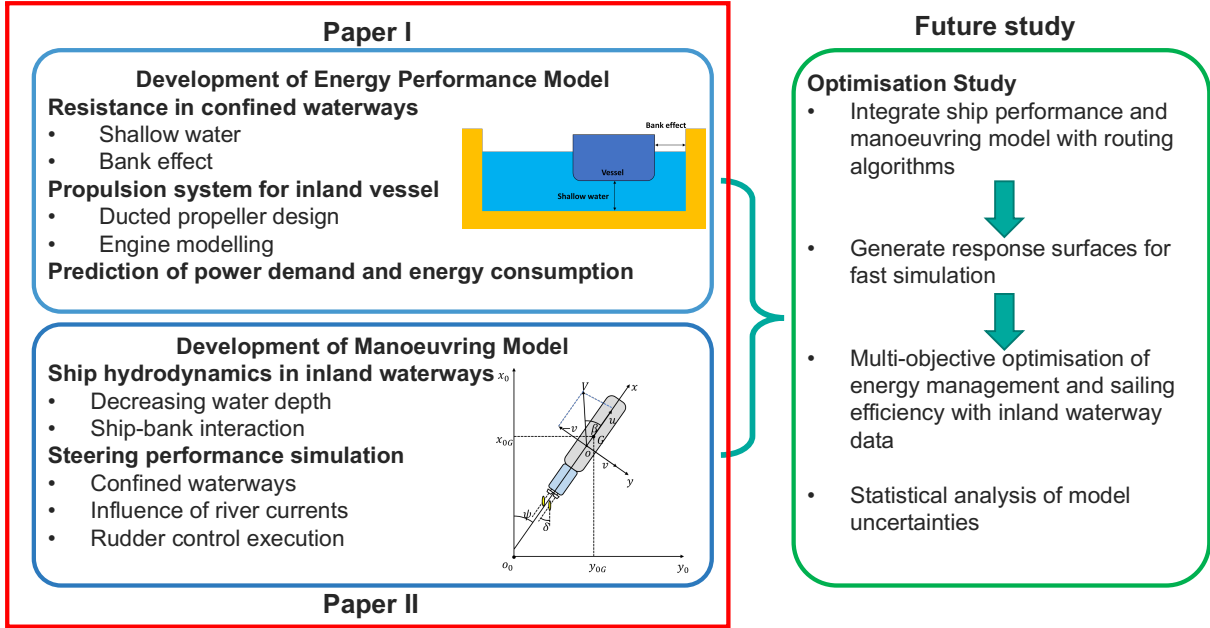 Paper I
Development of Energy Performance Model
Resistance in confined waterways
• Shallow water
• Bank effect
Propulsion system for inland vessel
• Ducted propeller design
• Engine modelling
Prediction of power demand and energy consumption
Bank effect
Vessel
Shallow water
Development of Manoeuvring Model
Ship hydrodynamics in inland waterways
• Decreasing water depth
• Ship-bank interaction
Steering performance simulation
• Confined waterways
• Influence of river currents
• Rudder control execution
x₀
V
x
u
−v
β
x₀G
G
o
v
y
ψ
δ
o₀
y₀G
y₀
Paper II
Future study
Optimisation Study
• Integrate ship performance and
manoeuvring model with routing
algorithms
• Generate response surfaces for
fast simulation
• Multi-objective optimisation of
energy management and sailing
efficiency with inland waterway
data
• Statistical analysis of model
uncertainties